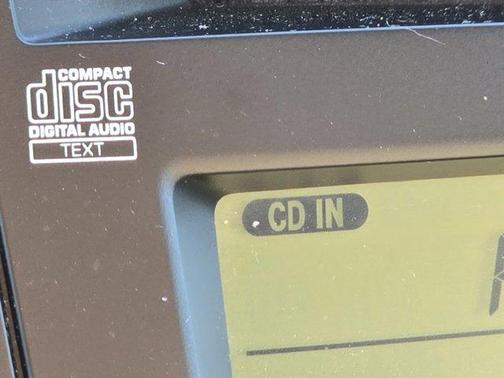 COMPACT
disc
DIGITAL AUDIO
TEXT
CD IN